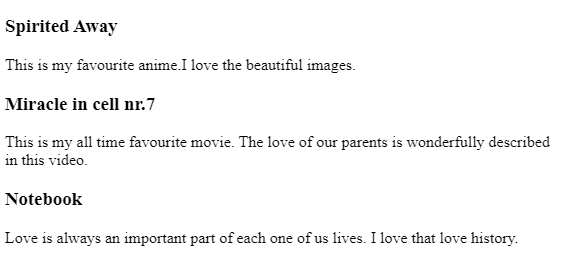 Spirited Away
This is my favourite anime.I love the beautiful images.
Miracle in cell nr.7
This is my all time favourite movie. The love of our parents is wonderfully described
in this video.
Notebook
Love is always an important part of each one of us lives. I love that love history.